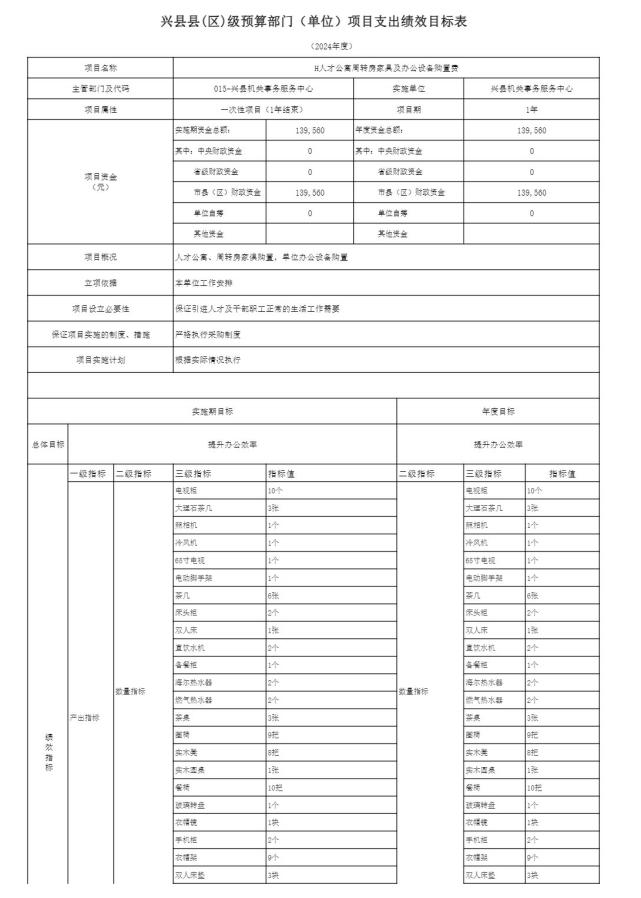 兴县县(区)级预算部门（单位）项目支出绩效目标表
（2024年度）
项目名称 H人才公寓周转房家具及办公设备购置费
主管部门及代码 015-兴县机关事务服务中心 实施单位 兴县机关事务服务中心
项目属性 一次性项目（1年结束） 项目期 1年
项目资金（元） 实施期资金总额： 139,560 年度资金总额： 139,560
其中：中央财政资金 0 其中：中央财政资金 0
省级财政资金 0 省级财政资金 0
市县（区）财政资金 139,560 市县（区）财政资金 139,560
单位自筹 0 单位自筹 0
其他资金 其他资金
项目概况 人才公寓、周转房家俱购置，单位办公设备购置
立项依据 本单位工作安排
项目设立必要性 保证引进人才及干部职工正常的生活工作需要
保证项目实施的制度、措施 严格执行采购制度
项目实施计划 根据实际情况执行
实施期目标 年度目标
总体目标 提升办公效率 提升办公效率
一级指标 二级指标 三级指标 指标值 二级指标 三级指标 指标值
绩效指标 产出指标 数量指标 数量指标
电视柜 10个 电视柜 10个
大理石茶几 3张 大理石茶几 3张
照相机 1个 照相机 1个
冷风机 1个 冷风机 1个
65寸电视 1个 65寸电视 1个
电动脚手架 1个 电动脚手架 1个
茶几 6张 茶几 6张
床头柜 2个 床头柜 2个
双人床 1张 双人床 1张
直饮水机 2个 直饮水机 2个
备餐柜 1个 备餐柜 1个
海尔热水器 2个 海尔热水器 2个
燃气热水器 2个 燃气热水器 2个
茶桌 3张 茶桌 3张
圈椅 9把 圈椅 9把
实木凳 8把 实木凳 8把
实木圆桌 1张 实木圆桌 1张
餐椅 10把 餐椅 10把
玻璃转盘 1个 玻璃转盘 1个
衣帽镜 1块 衣帽镜 1块
手机柜 2个 手机柜 2个
衣帽架 9个 衣帽架 9个
双人床垫 3块 双人床垫 3块